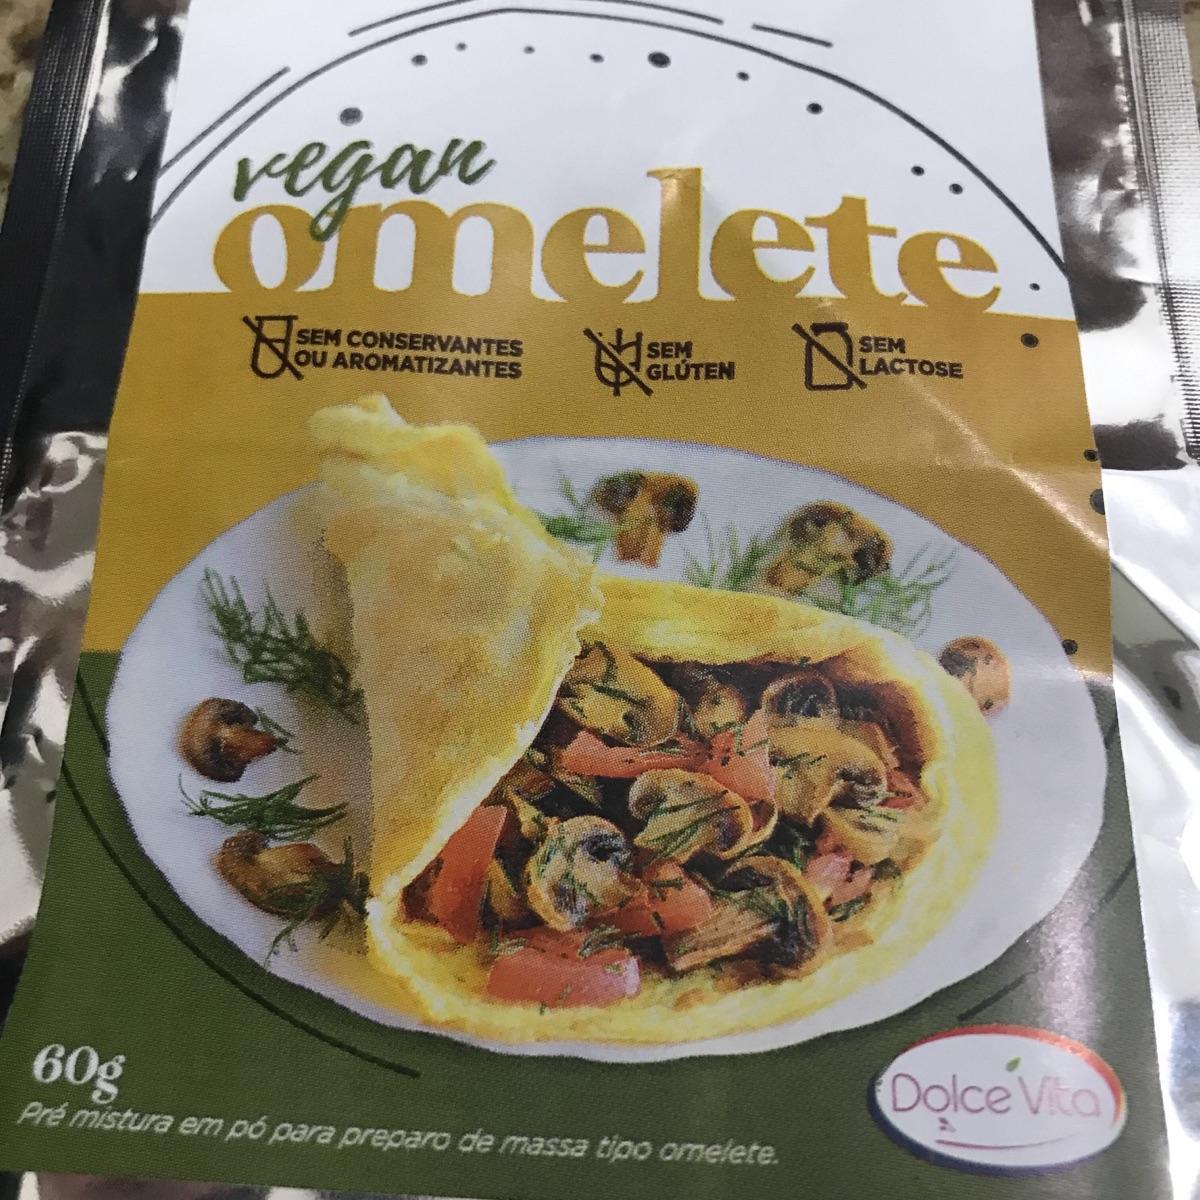 vegan
omelete
SEM CONSERVANTES
OU AROMATIZANTES
SEM
GLÚTEN
SEM
LACTOSE
60g
Pré mistura em pó para preparo de massa tipo omelete.
Dolce Vita